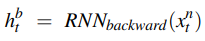 $h_t^b = RNN_{backward}(x_t^n)$